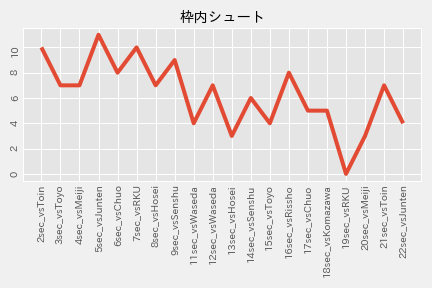 枠内シュート
10
8
6
4
2
0
2sec_vsToin
3sec_vsToyo
4sec_vsMeiji
5sec_vsJunten
6sec_vsChuo
7sec_vsRKU
8sec_vsHosei
9sec_vsSenshu
11sec_vsWaseda
12sec_vsWaseda
13sec_vsHosei
14sec_vsSenshu
15sec_vsToyo
16sec_vsRissho
17sec_vsChuo
18sec_vsKomazawa
19sec_vsRKU
20sec_vsMeiji
21sec_vsToin
22sec_vsJunten